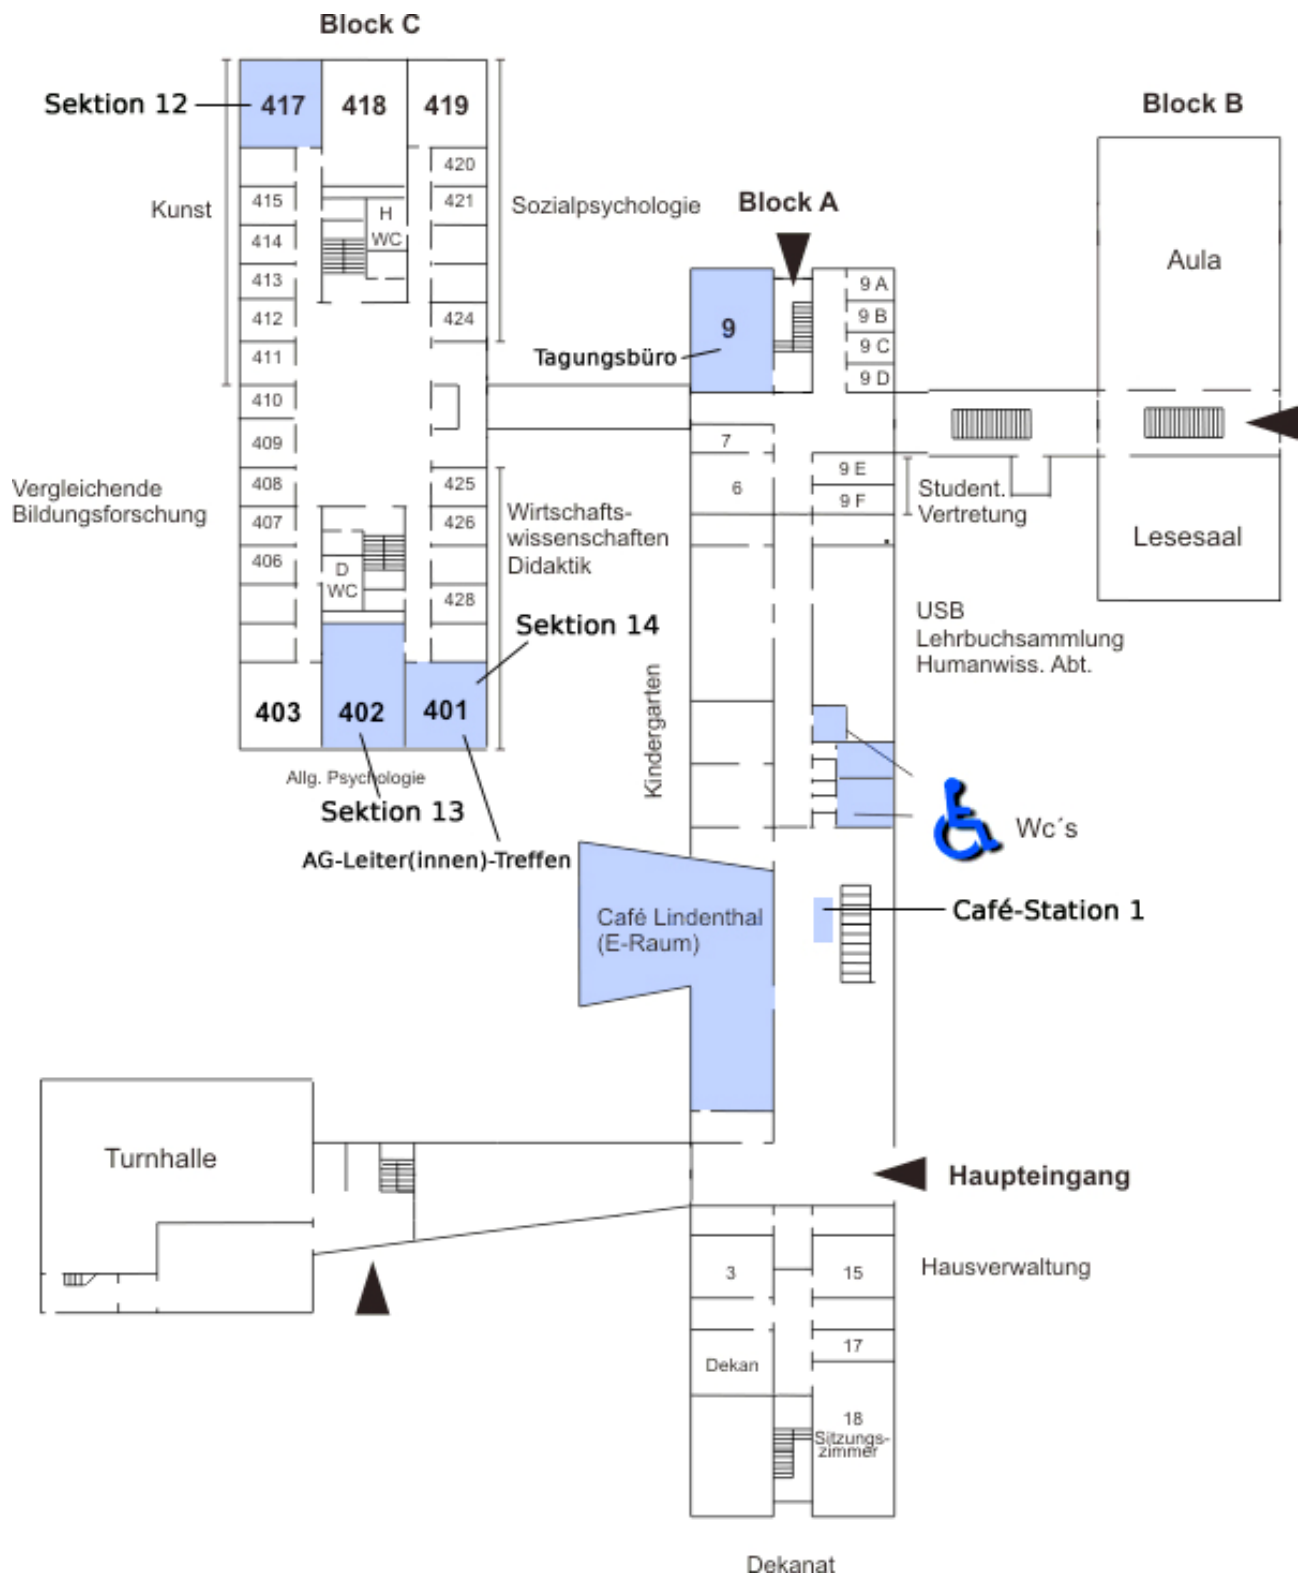 Block C
417
418
419
Sektion 12
Block B
420
415
421
Kunst
H
WC
Sozialpsychologie
Block A
414
413
412
424
411
Aula
9 A
9 B
9
9 C
9 D
Tagungsbüro
410
409
7
408
425
6
9 E
9 F
Student.
Vertretung
Vergleichende
Bildungsforschung
407
426
Wirtschafts-
wissenschaften
Didaktik
406
D
WC
428
Lesesaal
Sektion 14
USB
Lehrbuchsammlung
Humanwiss. Abt.
403
402
401
Kindergarten
Allg. Psychologie
Sektion 13
Wc´s
AG-Leiter(innen)-Treffen
Café Lindenthal
(E-Raum)
Café-Station 1
Turnhalle
Haupteingang
3
15
Hausverwaltung
17
Dekan
18
Sitzungs-
zimmer
Dekanat